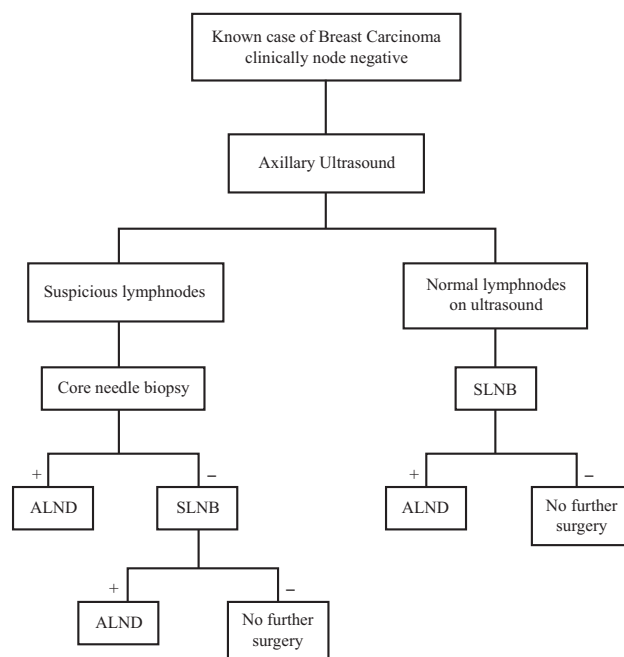 Known case of Breast Carcinoma
clinically node negative
Axillary Ultrasound
Suspicious lymphnodes
Normal lymphnodes
on ultrasound
Core needle biopsy
SLNB
+
–
+
–
ALND
SLNB
ALND
No further
surgery
+
–
ALND
No further
surgery